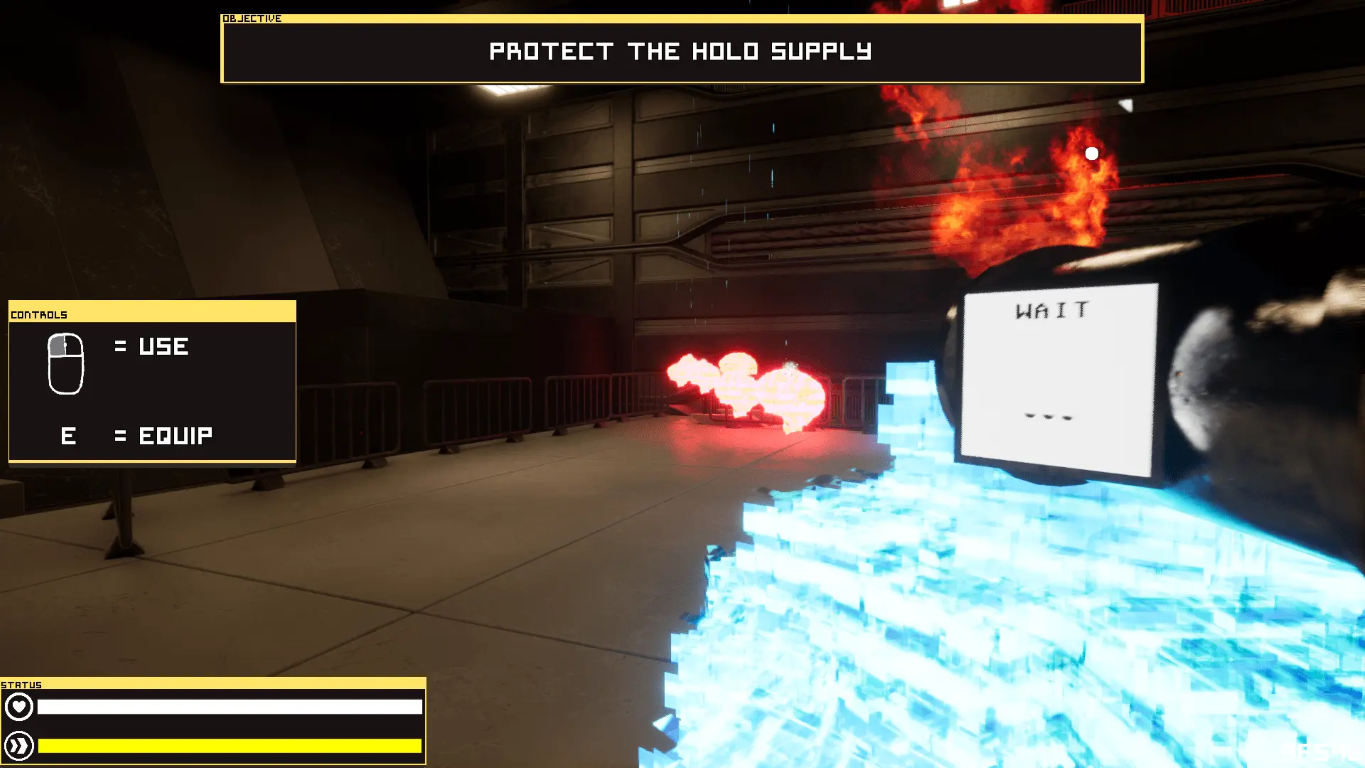 OBJECTIVE
PROTECT THE HOLO SUPPLY
WAIT
...
CONTROLS
= USE
E = EQUIP
STATUS